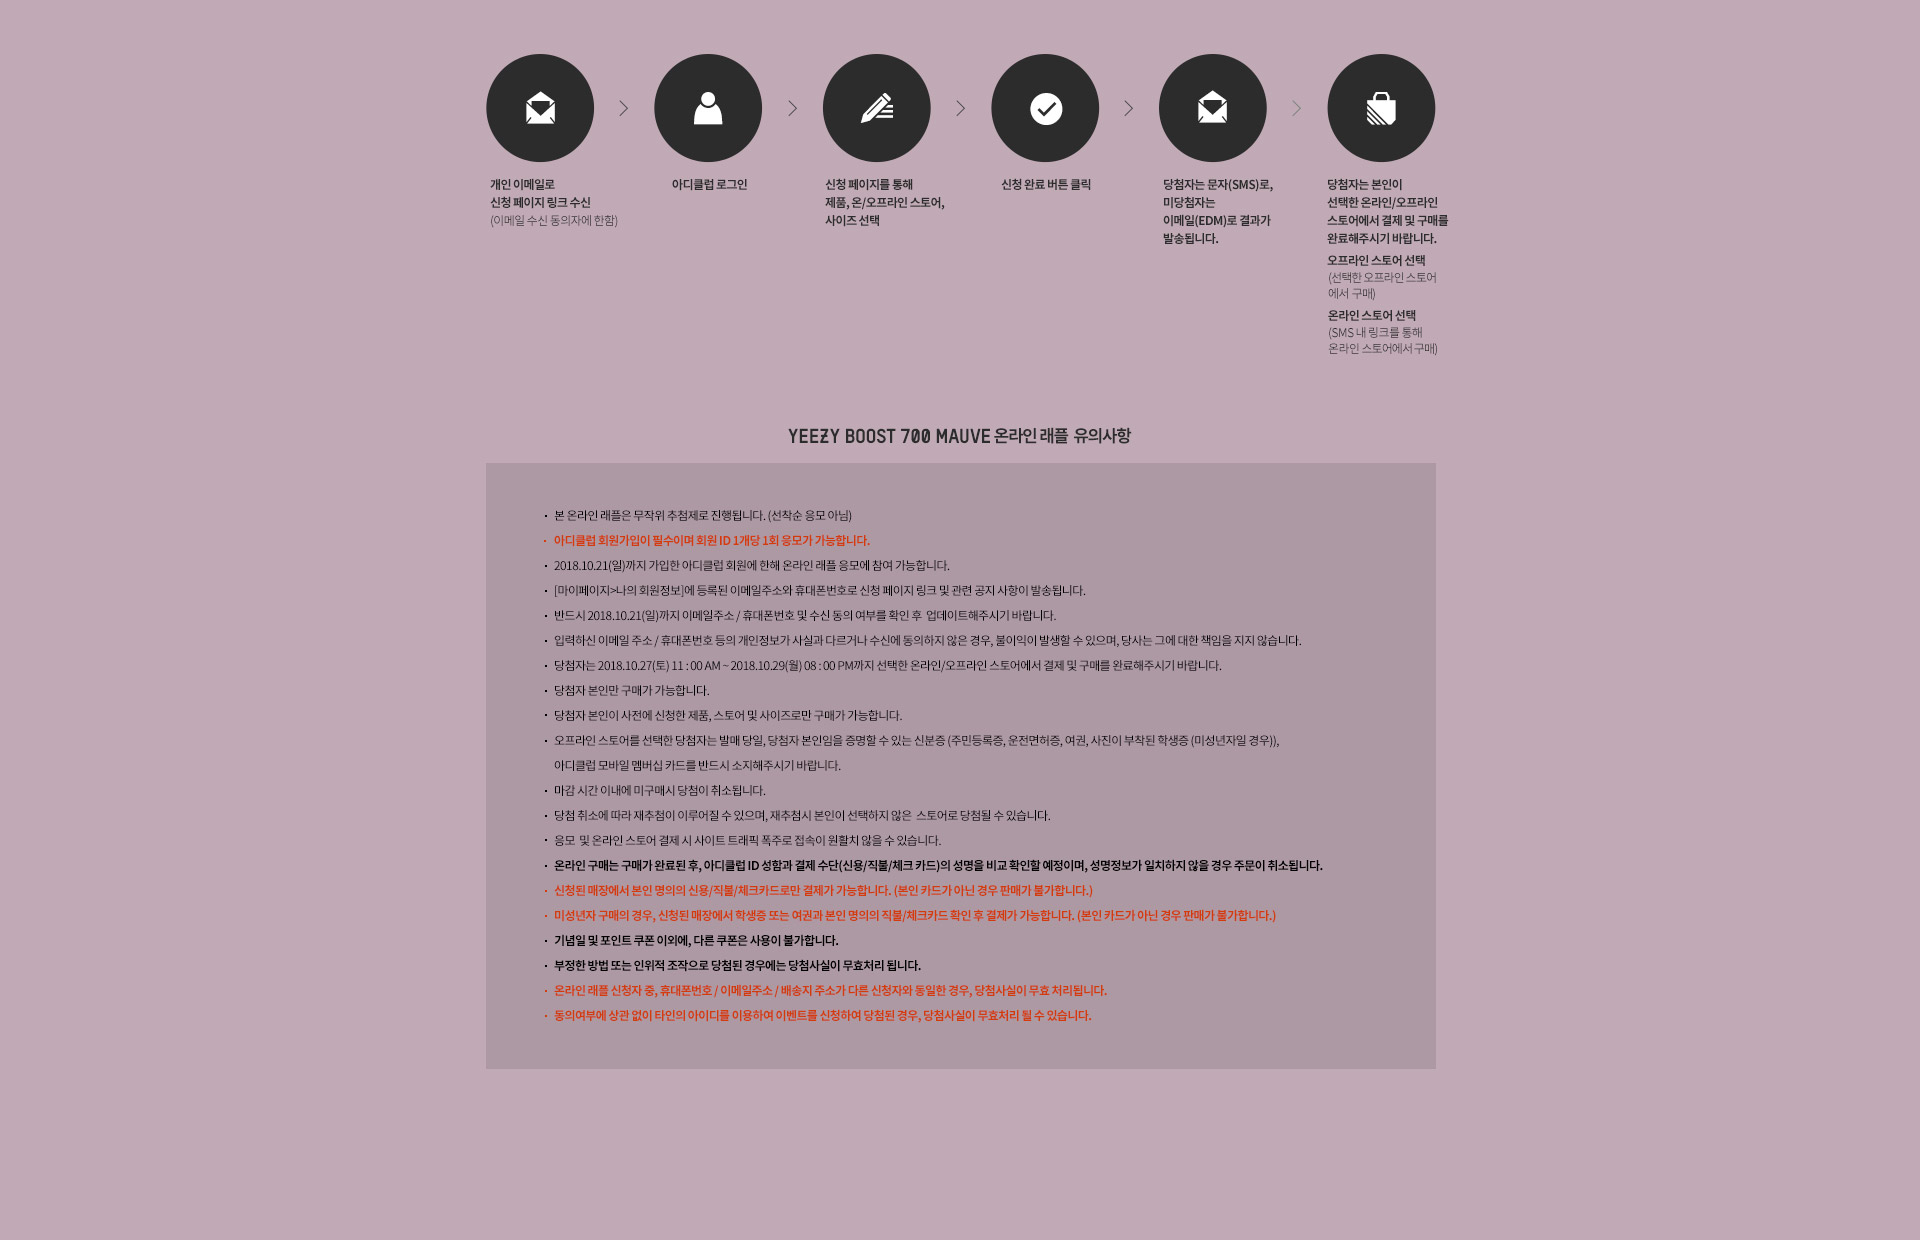 개인 이메일로
신청 페이지 링크 수신
(이메일 수신 동의자에 한함)
아디클럽 로그인
신청 페이지를 통해
제품, 온/오프라인 스토어,
사이즈 선택
신청 완료 버튼 클릭
당첨자는 문자(SMS)로,
미당첨자는
이메일(EDM)로 결과가
발송됩니다.
당첨자는 본인이
선택한 온라인/오프라인
스토어에서 결제 및 구매를
완료해주시기 바랍니다.
오프라인 스토어 선택
(선택한 오프라인 스토어
에서 구매)
온라인 스토어 선택
(SMS 내 링크를 통해
온라인 스토어에서 구매)
YEEZY BOOST 700 MAUVE 온라인 래플 유의사항
· 본 온라인 래플은 무작위 추첨제로 진행됩니다. (선착순 응모 아님)
· 아디클럽 회원가입이 필수이며 회원 ID 1개당 1회 응모가 가능합니다.
· 2018.10.21(일)까지 가입한 아디클럽 회원에 한해 온라인 래플 응모에 참여 가능합니다.
· [마이페이지>나의 회원정보]에 등록된 이메일주소와 휴대폰번호로 신청 페이지 링크 및 관련 공지 사항이 발송됩니다.
· 반드시 2018.10.21(일)까지 이메일주소 / 휴대폰번호 및 수신 동의 여부를 확인 후 업데이트해주시기 바랍니다.
· 입력하신 이메일 주소 / 휴대폰번호 등의 개인정보가 사실과 다르거나 수신에 동의하지 않은 경우, 불이익이 발생할 수 있으며, 당사는 그에 대한 책임을 지지 않습니다.
· 당첨자는 2018.10.27(토) 11 : 00 AM ~ 2018.10.29(월) 08 : 00 PM까지 선택한 온라인/오프라인 스토어에서 결제 및 구매를 완료해주시기 바랍니다.
· 당첨자 본인만 구매가 가능합니다.
· 당첨자 본인이 사전에 신청한 제품, 스토어 및 사이즈로만 구매가 가능합니다.
· 오프라인 스토어를 선택한 당첨자는 발매 당일, 당첨자 본인임을 증명할 수 있는 신분증 (주민등록증, 운전면허증, 여권, 사진이 부착된 학생증 (미성년자일 경우)),
아디클럽 모바일 멤버십 카드를 반드시 소지해주시기 바랍니다.
· 마감 시간 이내에 미구매시 당첨이 취소됩니다.
· 당첨 취소에 따라 재추첨이 이루어질 수 있으며, 재추첨시 본인이 선택하지 않은 스토어로 당첨될 수 있습니다.
· 응모 및 온라인 스토어 결제 시 사이트 트래픽 폭주로 접속이 원활치 않을 수 있습니다.
· 온라인 구매는 구매가 완료된 후, 아디클럽 ID 성함과 결제 수단(신용/직불/체크 카드)의 성명을 비교 확인할 예정이며, 성명정보가 일치하지 않을 경우 주문이 취소됩니다.
· 신청된 매장에서 본인 명의의 신용/직불/체크카드로만 결제가 가능합니다. (본인 카드가 아닌 경우 판매가 불가합니다.)
· 미성년자 구매의 경우, 신청된 매장에서 학생증 또는 여권과 본인 명의의 직불/체크카드 확인 후 결제가 가능합니다. (본인 카드가 아닌 경우 판매가 불가합니다.)
· 기념일 및 포인트 쿠폰 이외에, 다른 쿠폰은 사용이 불가합니다.
· 부정한 방법 또는 인위적 조작으로 당첨된 경우에는 당첨사실이 무효처리 됩니다.
· 온라인 래플 신청자 중, 휴대폰번호 / 이메일주소 / 배송지 주소가 다른 신청자와 동일한 경우, 당첨사실이 무효 처리됩니다.
· 동의여부에 상관 없이 타인의 아이디를 이용하여 이벤트를 신청하여 당첨된 경우, 당첨사실이 무효처리 될 수 있습니다.